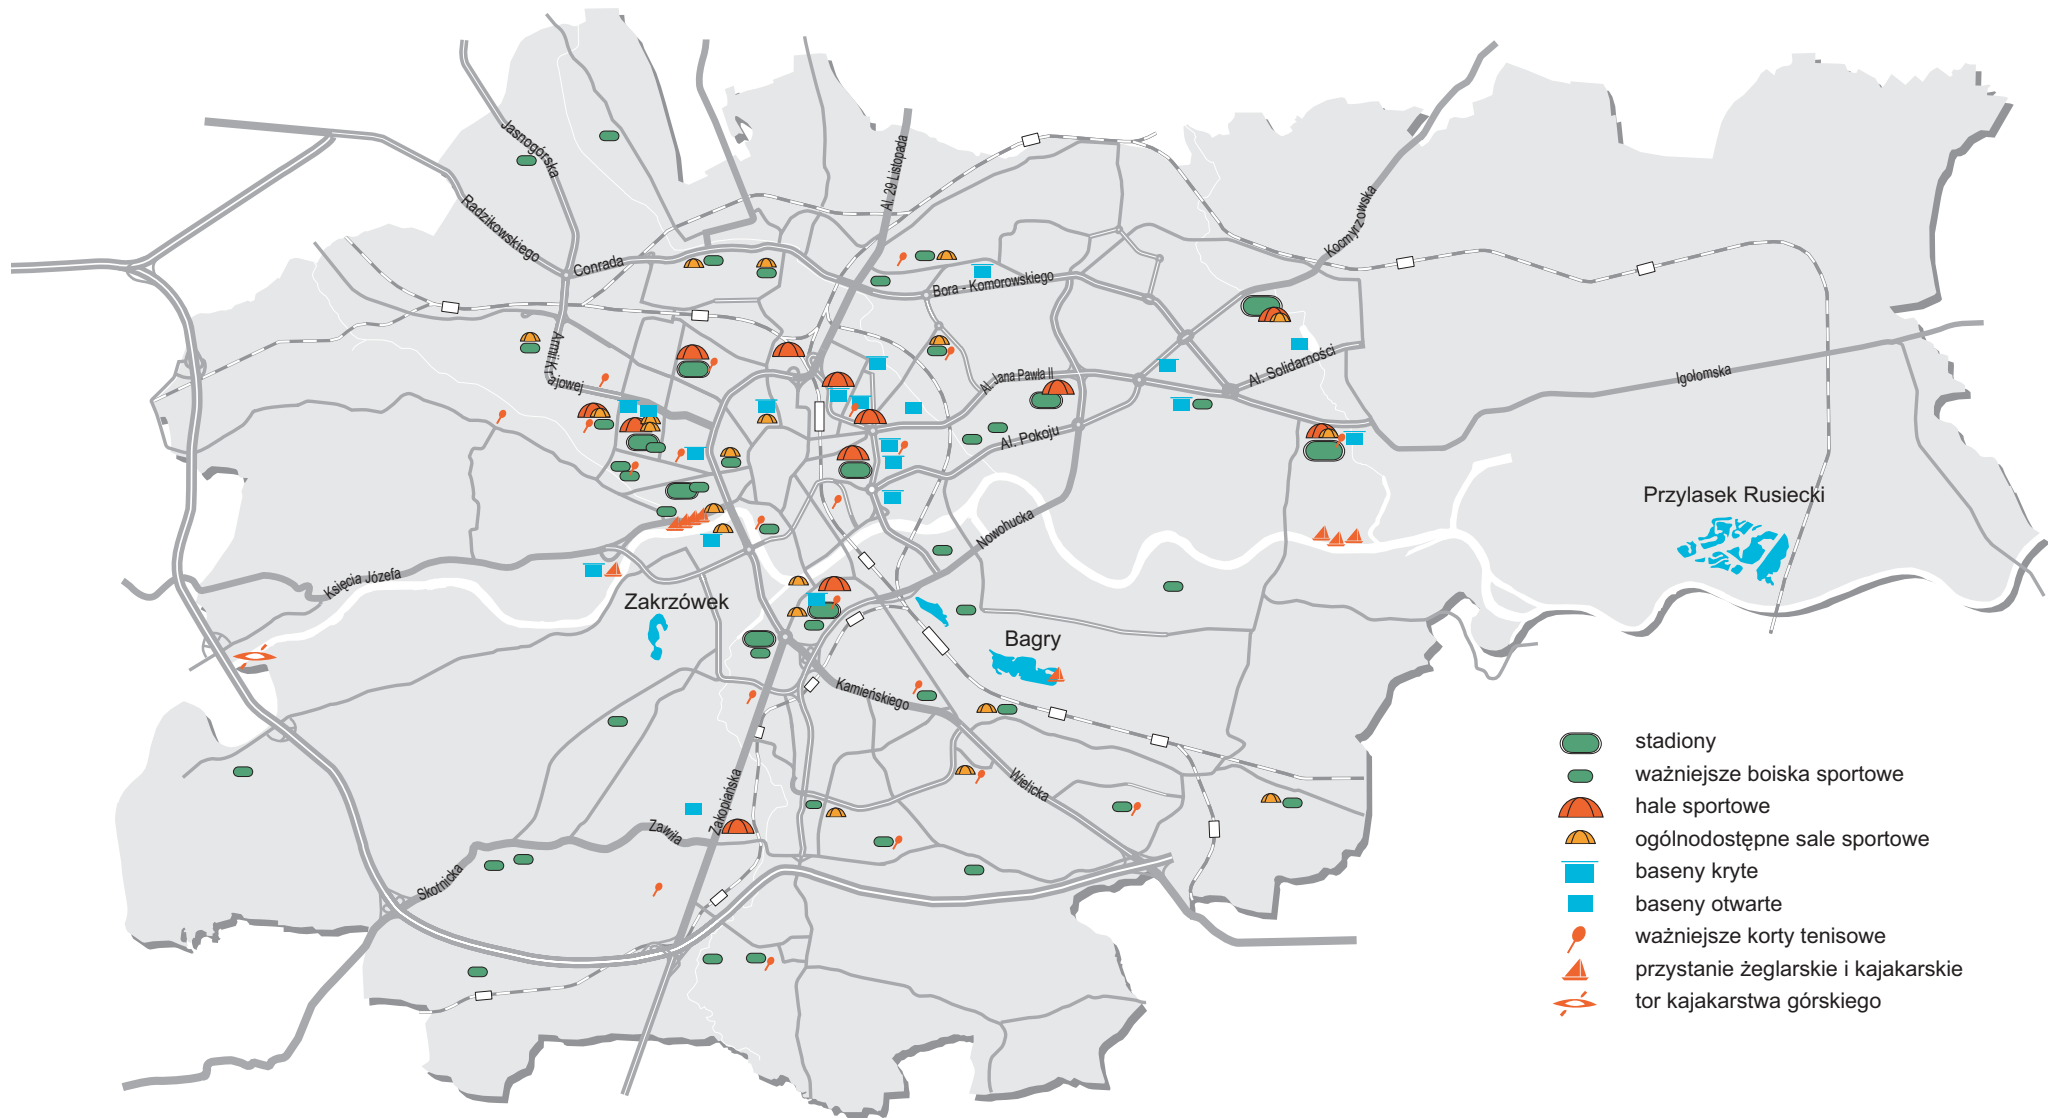 Jasnogórska
Radzikowskiego
Conrada
Al. 29 Listopada
Bora - Komorowskiego
Kocmyrzowska
Armii Krajowej
Al. Jana Pawła II
Al. Solidarności
Igołomska
Al. Pokoju
Przylasek Rusiecki
Nowohucka
Księcia Józefa
Zakrzówek
Bagry
Kamieńskiego
Wielicka
Zakopiańska
Zawiła
Skotnicka
stadiony
ważniejsze boiska sportowe
hale sportowe
ogólnodostępne sale sportowe
baseny kryte
baseny otwarte
ważniejsze korty tenisowe
przystanie żeglarskie i kajakarskie
tor kajakarstwa górskiego